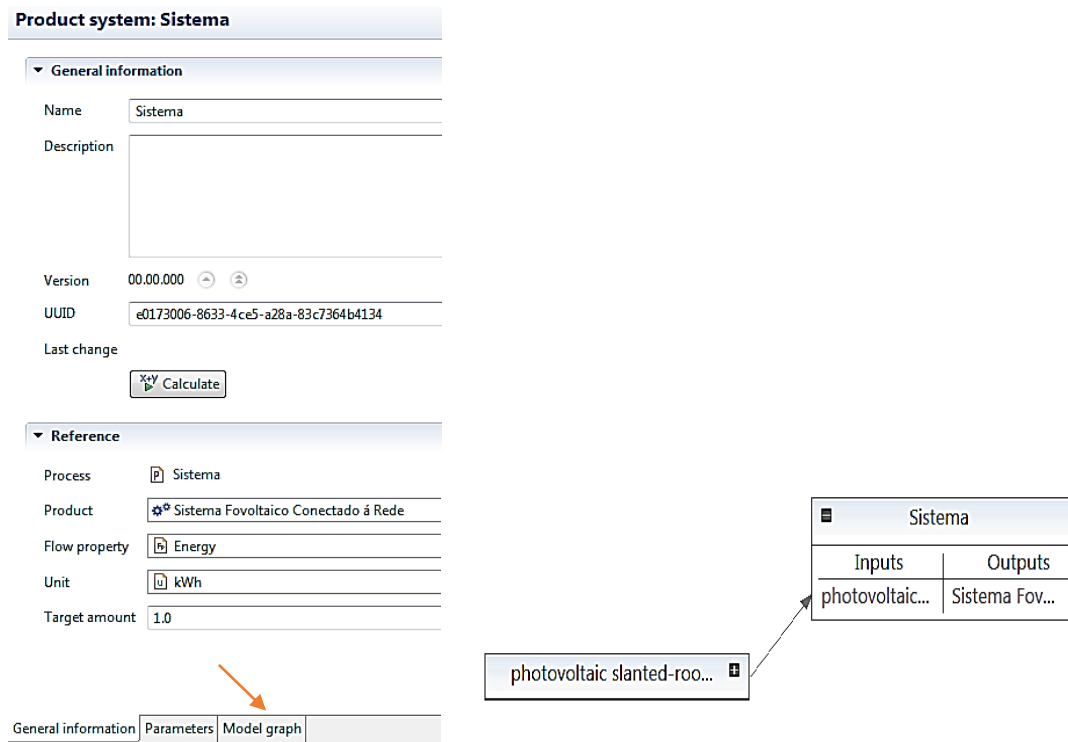 Product system: Sistema
General information
Name Sistema
Description
Version 00.00.000
UUID e0173006-8633-4ce5-a28a-83c7364b4134
Last change
x+y Calculate
Reference
Process P Sistema
Product Sistema Fovoltaico Conectado á Rede
Flow property Fp Energy
Unit u kWh
Target amount 1.0
General information Parameters Model graph
Sistema
Inputs Outputs
photovoltaic... Sistema Fov...
photovoltaic slanted-roo...